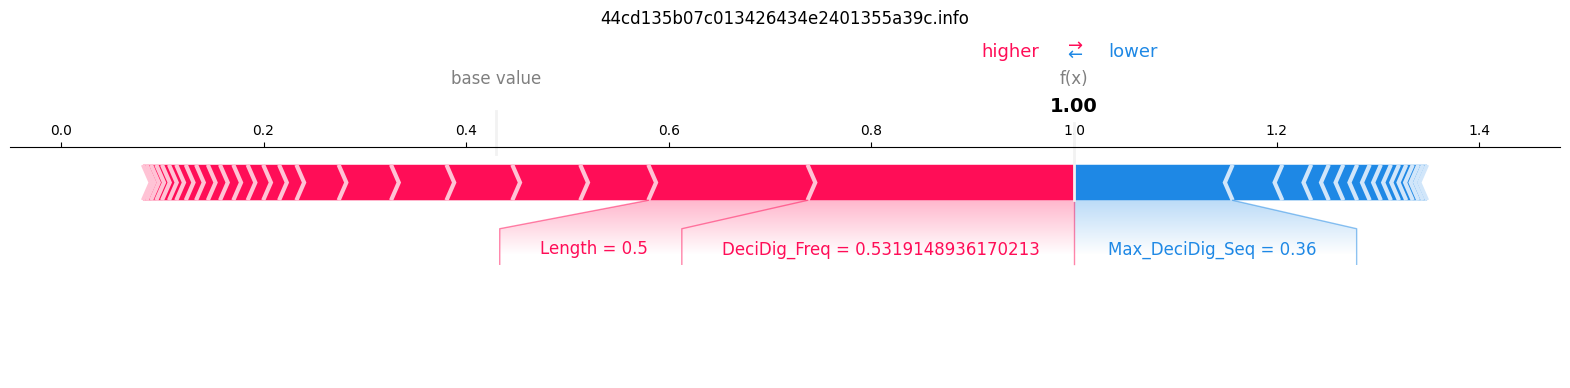 44cd135b07c013426434e2401355a39c.info
higher ⇄ lower
base value f(x)
1.00
0.0 0.2 0.4 0.6 0.8 1.0 1.2 1.4
Length = 0.5 DeciDig_Freq = 0.5319148936170213 Max_DeciDig_Seq = 0.36